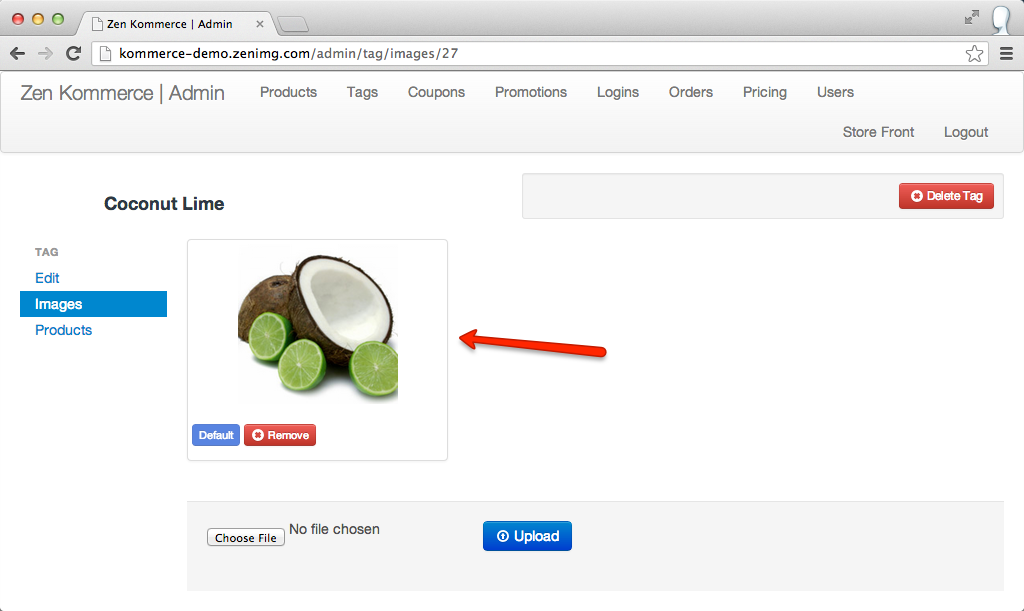 Zen Kommerce | Admin
kommerce-demo.zenimg.com/admin/tag/images/27
Zen Kommerce | Admin Products Tags Coupons Promotions Logins Orders Pricing Users
Store Front Logout
Coconut Lime
Delete Tag
TAG
Edit
Images
Products
Default Remove
Choose File No file chosen Upload